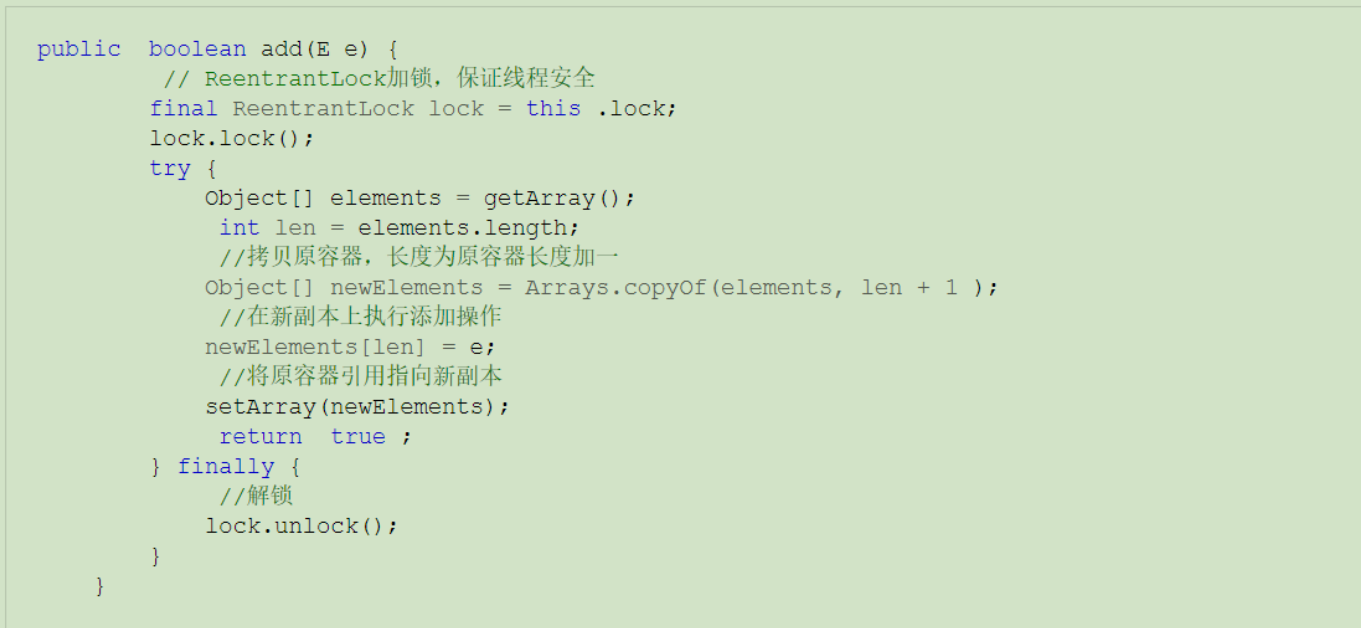 public  boolean add(E e) {
// ReentrantLock加锁，保证线程安全
final ReentrantLock lock = this .lock;
lock.lock();
try {
Object[] elements = getArray();
int len = elements.length;
//拷贝原容器，长度为原容器长度加一
Object[] newElements = Arrays.copyOf(elements, len + 1 );
//在新副本上执行添加操作
newElements[len] = e;
//将原容器引用指向新副本
setArray(newElements);
return  true ;
} finally {
//解锁
lock.unlock();
}
}